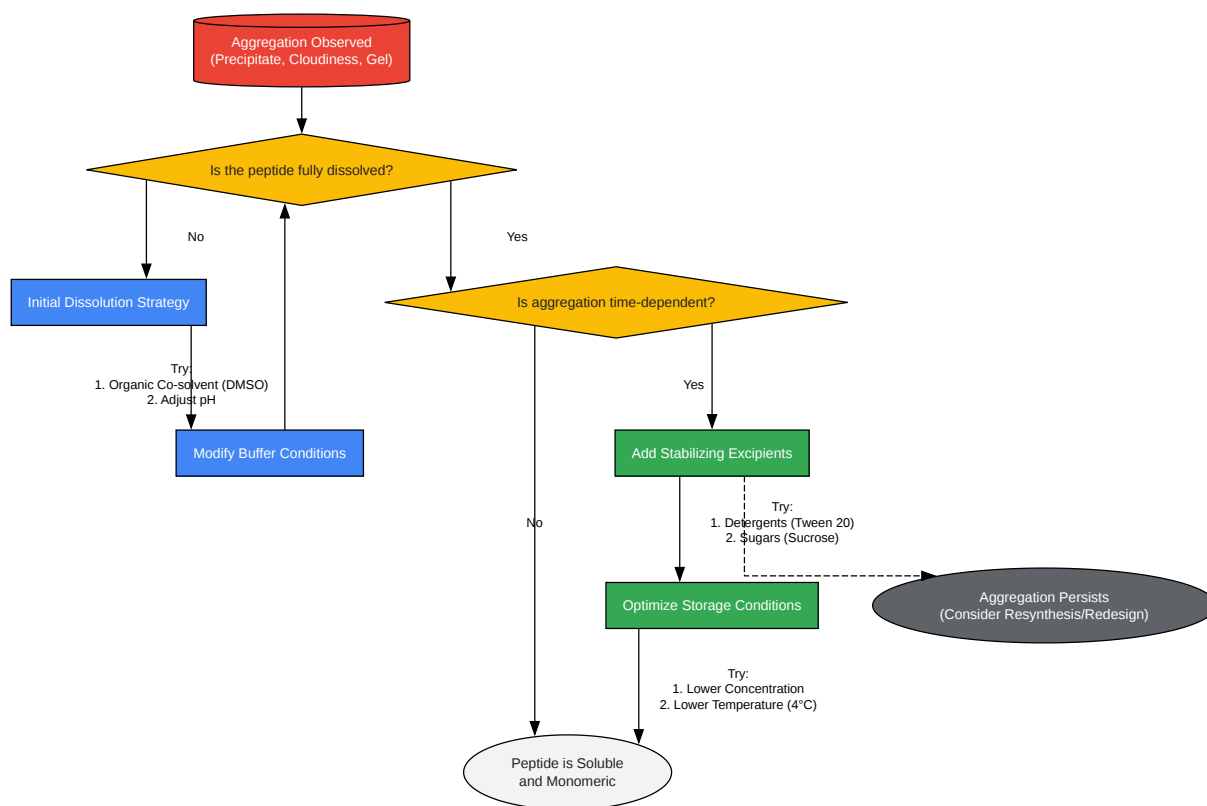 Aggregation Observed
(Precipitate, Cloudiness, Gel)
Is the peptide fully dissolved?
No
Yes
Initial Dissolution Strategy
Is aggregation time-dependent?
Try:
1. Organic Co-solvent (DMSO)
2. Adjust pH
Yes
Modify Buffer Conditions
Add Stabilizing Excipients
No
Try:
1. Detergents (Tween 20)
2. Sugars (Sucrose)
Optimize Storage Conditions
Aggregation Persists
(Consider Resynthesis/Redesign)
Try:
1. Lower Concentration
2. Lower Temperature (4°C)
Peptide is Soluble
and Monomeric